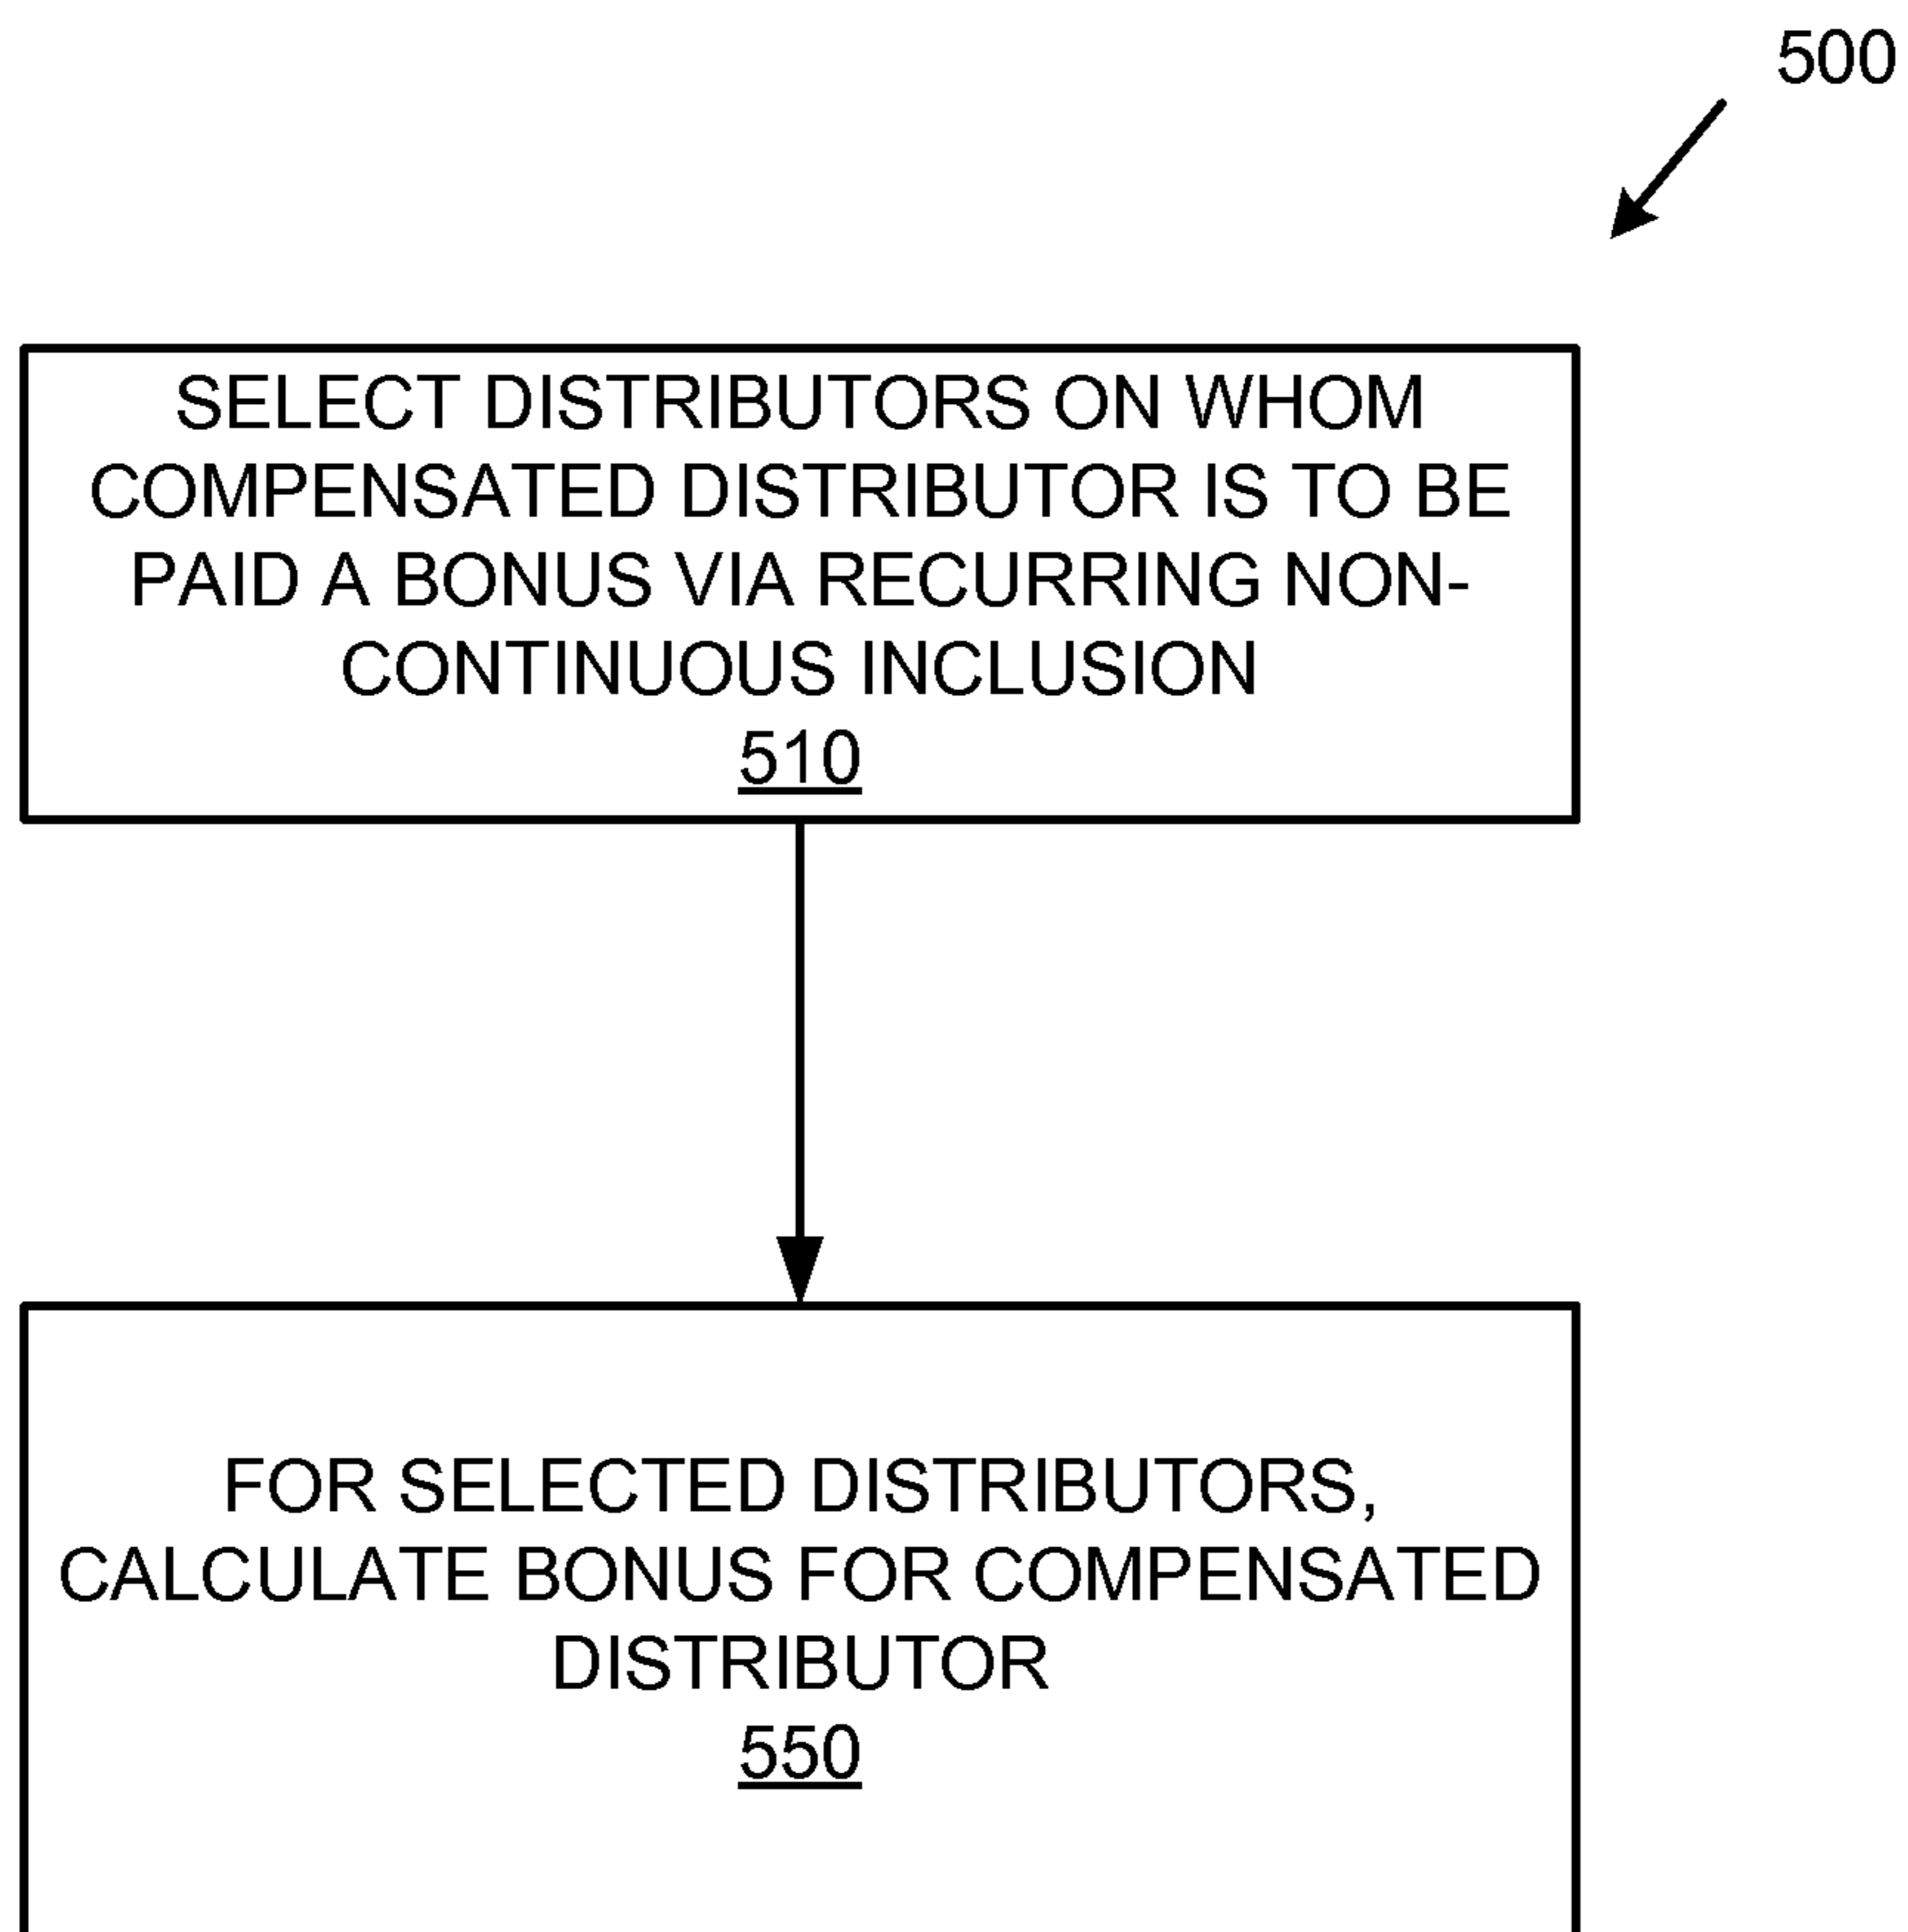 500
SELECT DISTRIBUTORS ON WHOM
COMPENSATED DISTRIBUTOR IS TO BE
PAID A BONUS VIA RECURRING NON-
CONTINUOUS INCLUSION
510
FOR SELECTED DISTRIBUTORS,
CALCULATE BONUS FOR COMPENSATED
DISTRIBUTOR
550